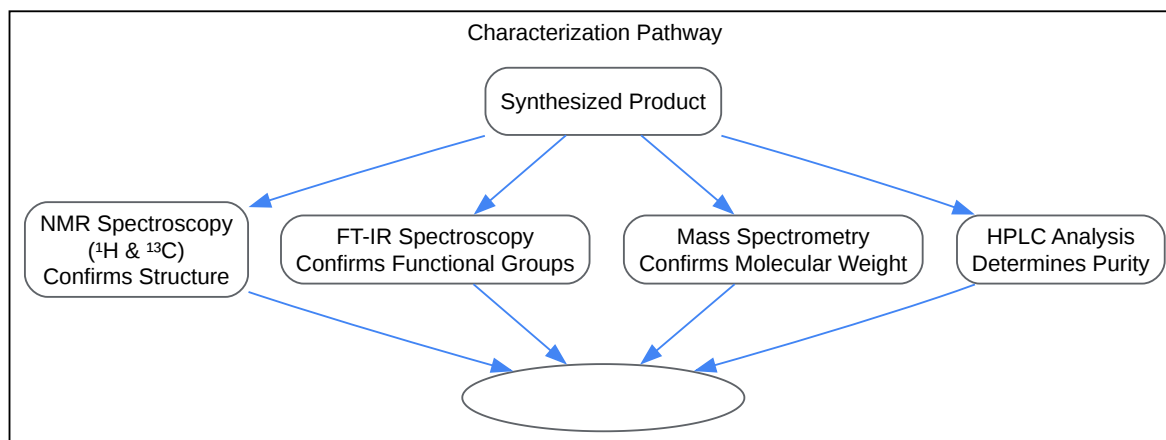 Characterization Pathway
Synthesized Product
NMR Spectroscopy
(¹H & ¹³C)
Confirms Structure
FT-IR Spectroscopy
Confirms Functional Groups
Mass Spectrometry
Confirms Molecular Weight
HPLC Analysis
Determines Purity